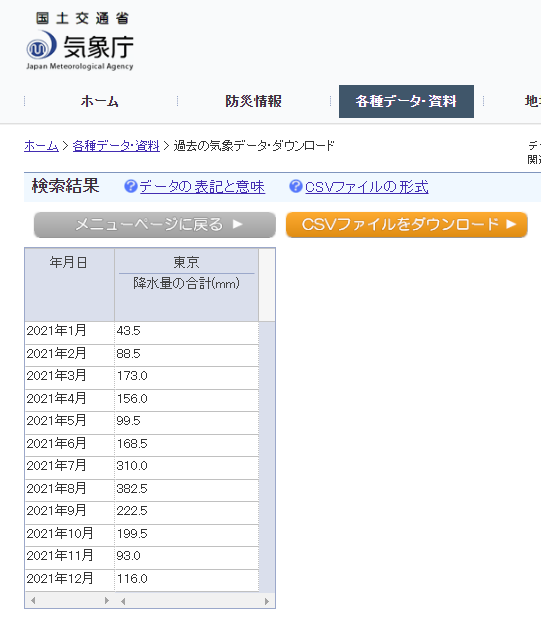 国土交通省
気象庁
Japan Meteorological Agency
ホーム
防災情報
各種データ・資料
ホーム > 各種データ・資料 > 過去の気象データ・ダウンロード
検索結果
?データの表記と意味
?CSVファイルの形式
メニューページに戻る ▶
CSVファイルをダウンロード ▶
年月日 東京
降水量の合計(mm)
2021年1月 43.5
2021年2月 88.5
2021年3月 173.0
2021年4月 156.0
2021年5月 99.5
2021年6月 168.5
2021年7月 310.0
2021年8月 382.5
2021年9月 222.5
2021年10月 199.5
2021年11月 93.0
2021年12月 116.0